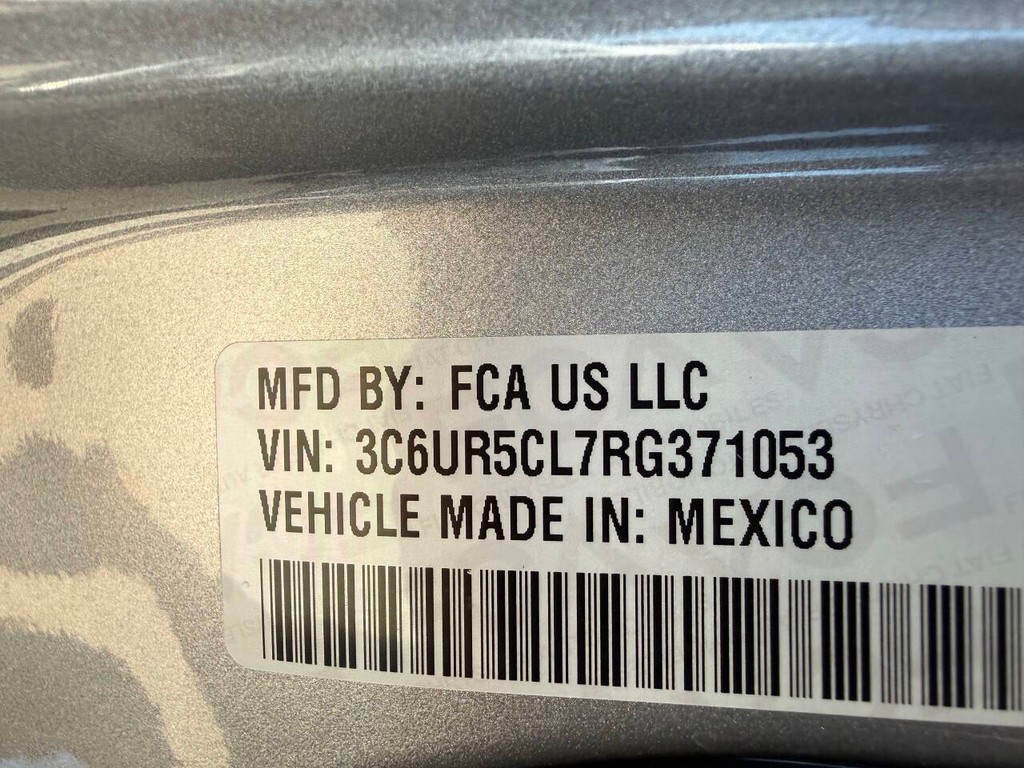 MFD BY: FCA US LLC
VIN: 3C6UR5CL7RG371053
VEHICLE MADE IN: MEXICO